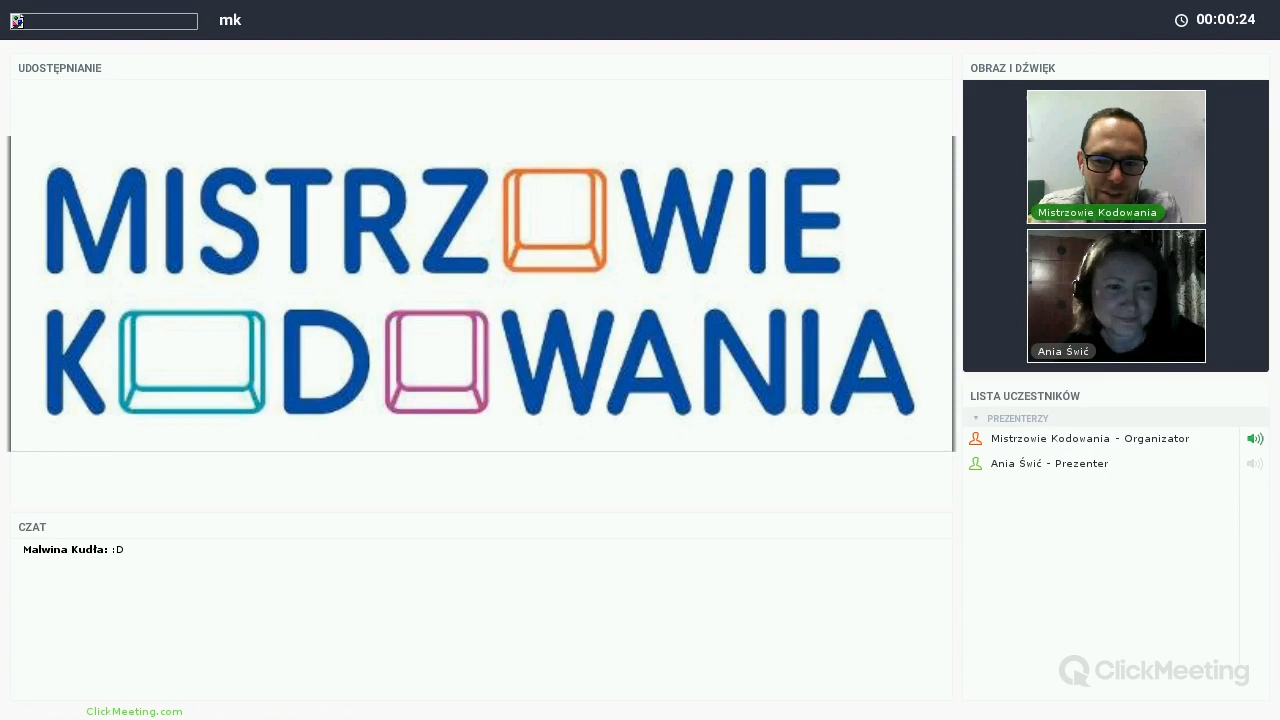 mk
00:00:24
UDOSTĘPNIANIE
MISTRZOWIE
KODOWANIA
OBRAZ I DŹWIĘK
Mistrzowie Kodowania
Ania Świć
LISTA UCZESTNIKÓW
PREZENTERZY
Mistrzowie Kodowania - Organizator
Ania Świć - Prezenter
CZAT
Malwina Kudła: :D
ClickMeeting
ClickMeeting.com